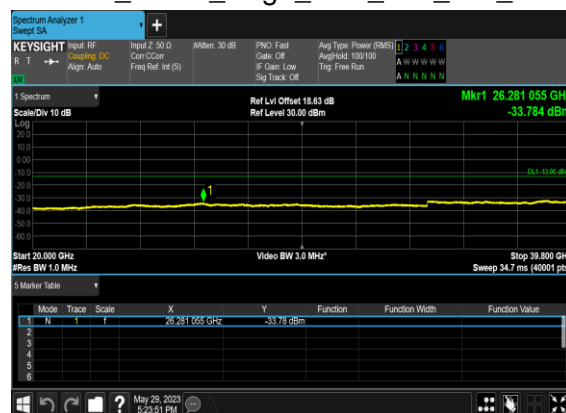 Spectrum Analyzer 1
Swept SA
KEYSIGHT
R T
LM
Input: RF
Coupling: DC
Align: Auto
Input Z: 50 Ω
Corr CCorr
Freq Ref: Int (S)
#Atten: 30 dB
PNO: Fast
Gate: Off
IF Gain: Low
Sig Track: Off
Avg Type: Power (RMS)
Avg|Hold: 100/100
Trig: Free Run
1 2 3 4 5 6
A W W W W W
A N N N N N
1 Spectrum
Scale/Div 10 dB
Ref Lvl Offset 18.63 dB
Ref Level 30.00 dBm
Mkr1 26.281 055 GH
-33.784 dBr
Log
20.0
10.0
0.00
-10.0
-20.0
-30.0
-40.0
-50.0
-60.0
DL1 -13.00 dB
1
Start 20.000 GHz
#Res BW 1.0 MHz
Video BW 3.0 MHz*
Stop 39.800 GH
Sweep 34.7 ms (40001 pts
5 Marker Table
Mode Trace Scale X Y Function Function Width Function Value
1 N 1 f 26.281 055 GHz -33.78 dBm
2
3
4
5
6
?
May 29, 2023
5:23:51 PM